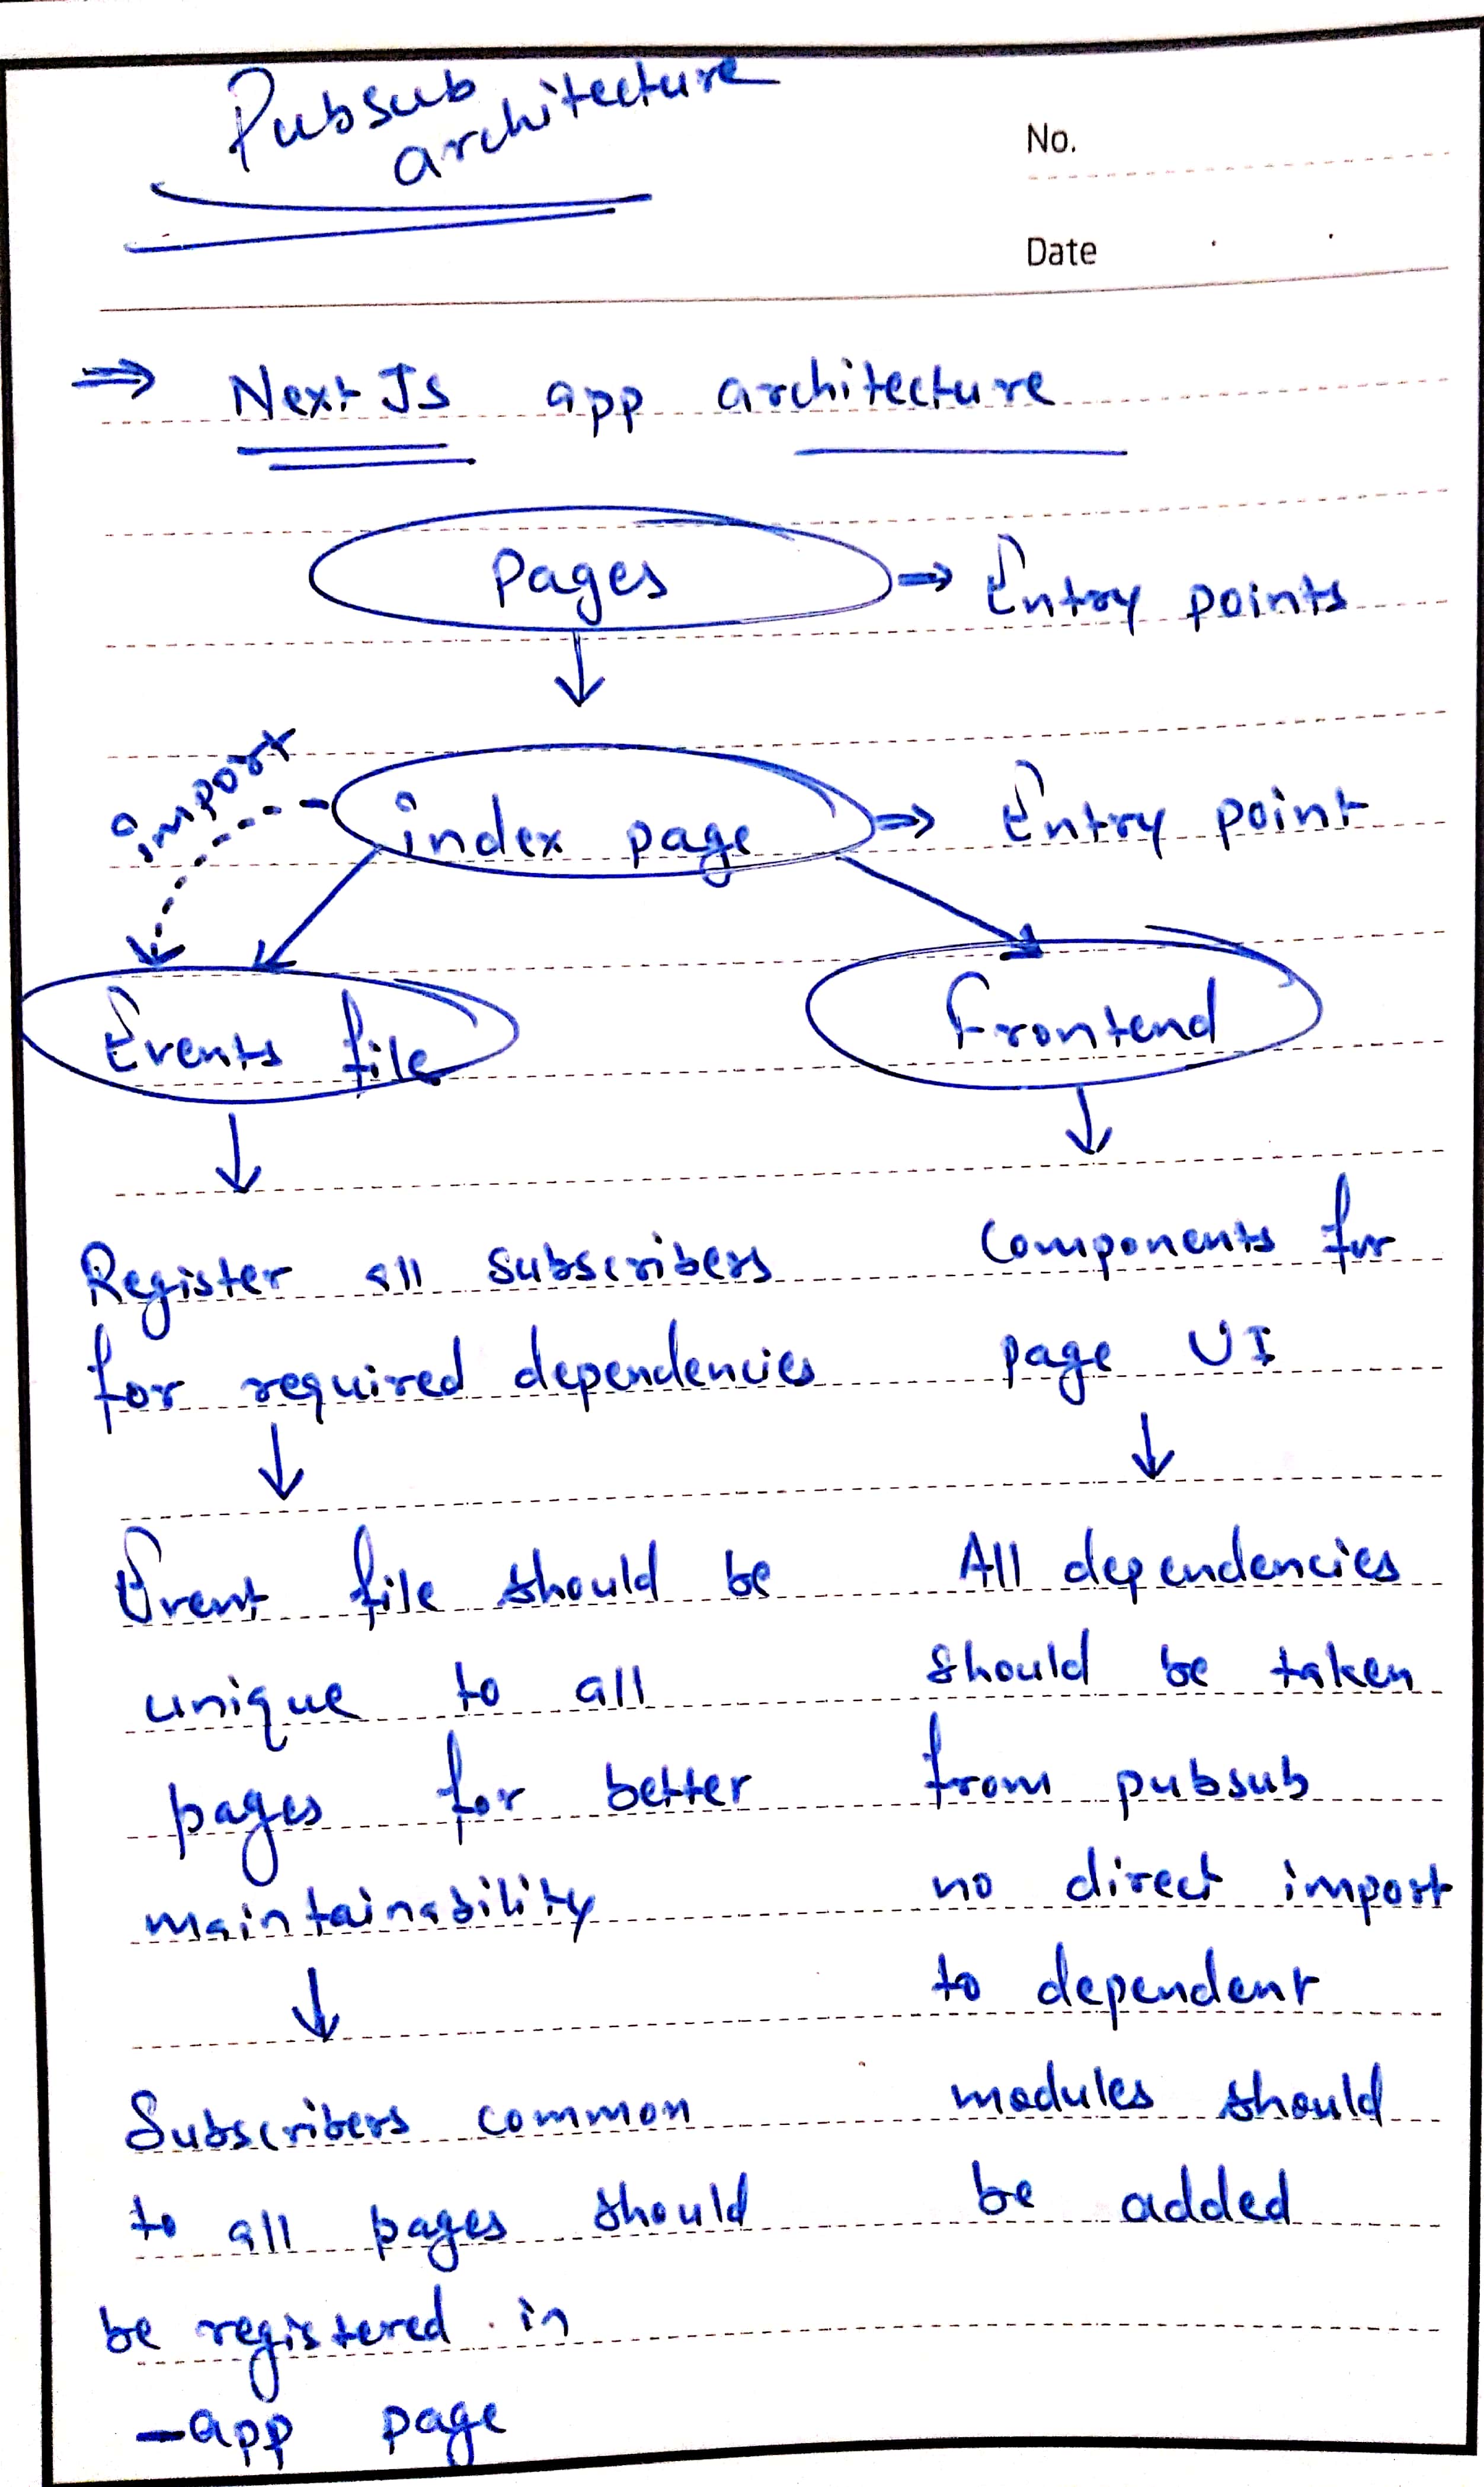 Pubsub
architecture
No.
Date
⇒ Next Js app architecture
Pages ⇒ Entry points
import
index page ⇒ Entry point
Events file
Frontend
Register all subscribers
for required dependencies
Event file should be
unique to all
pages for better
maintainability
Subscribers common
to all pages should
be registered in
_app page
Components for
page UI
All dependencies
should be taken
from pubsub
no direct import
to dependent
modules should
be added